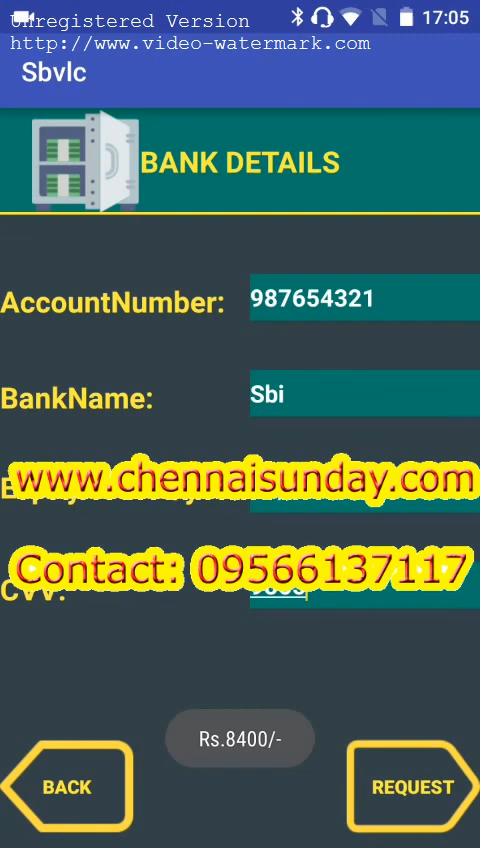 Unregistered Version
17:05
http://www.video-watermark.com
Sbvlc
BANK DETAILS
AccountNumber: 987654321
BankName: Sbi
www.chennaisunday.com
Contact: 09566137117
CVV:
Rs.8400/-
BACK
REQUEST